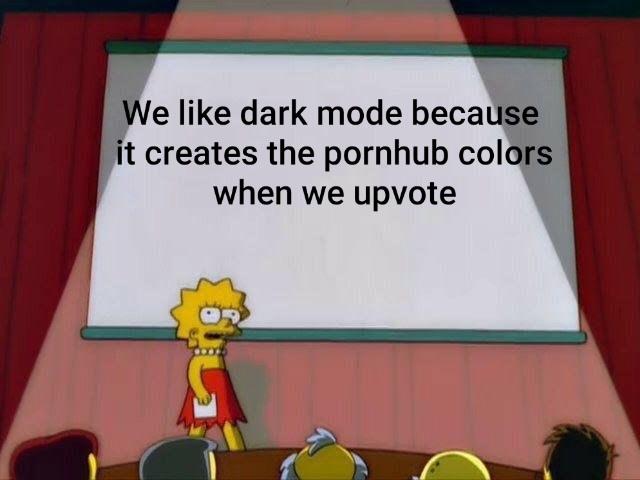 We like dark mode because
it creates the pornhub colors
when we upvote